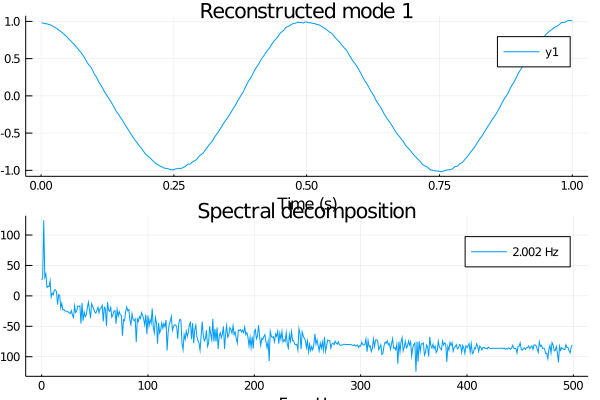 Reconstructed mode 1
1.0
0.5
0.0
-0.5
-1.0
y1
0.00 0.25 0.50 0.75 1.00
Time (s)
Spectral decomposition
100
50
0
-50
100
2.002 Hz
0 100 200 300 400 500